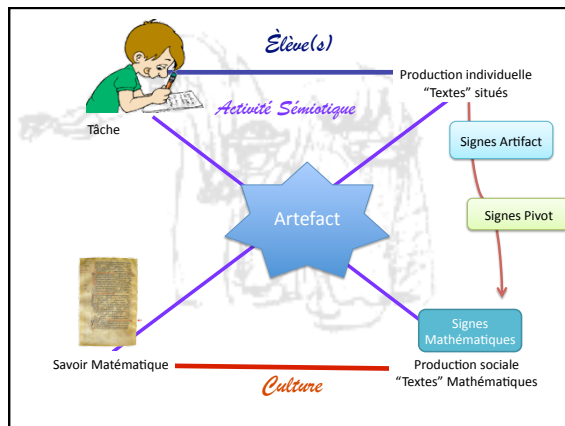 Èlève(s)
Production individuelle
“Textes” situés
Activité Sémiotique
Tâche
Signes Artifact
Artefact
Signes Pivot
Signes
Mathématiques
Savoir Matématique
Production sociale
“Textes” Mathématiques
Culture